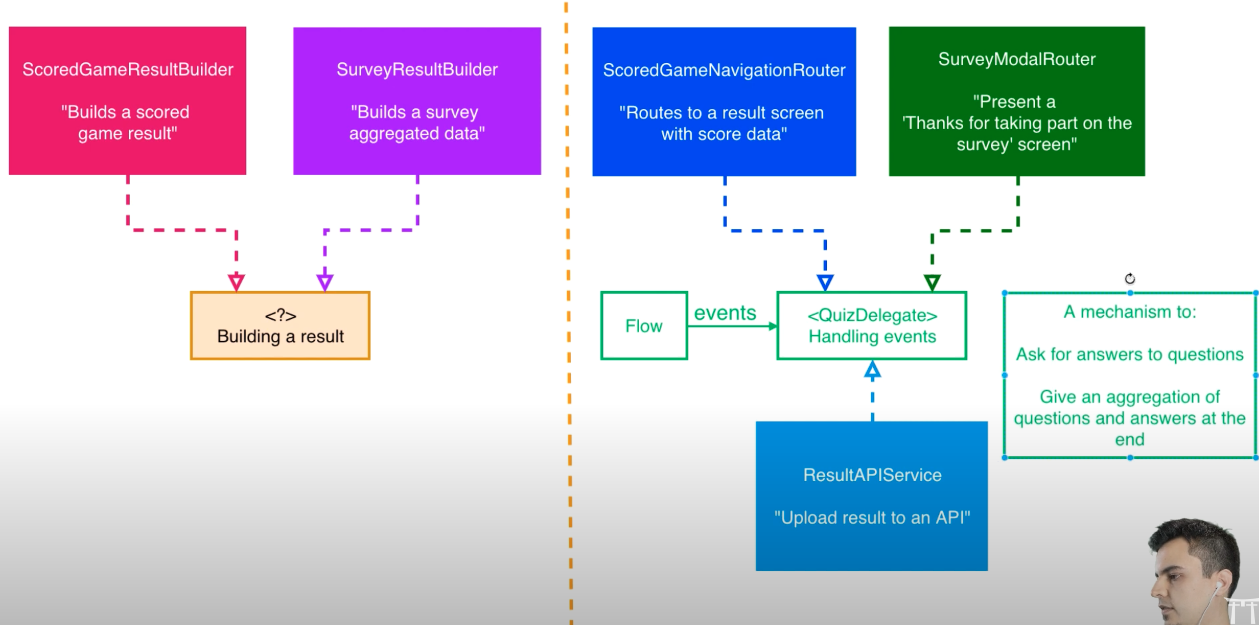 ScoredGameResultBuilder
"Builds a scored
game result"
SurveyResultBuilder
"Builds a survey
aggregated data"
<?>
Building a result
ScoredGameNavigationRouter
"Routes to a result screen
with score data"
SurveyModalRouter
"Present a
'Thanks for taking part on the
survey' screen"
Flow
events
<QuizDelegate>
Handling events
A mechanism to:
Ask for answers to questions
Give an aggregation of
questions and answers at the
end
ResultAPIService
"Upload result to an API"